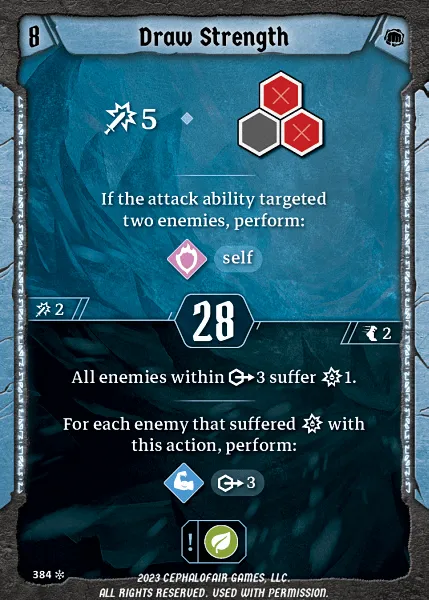 8
Draw Strength
5
If the attack ability targeted
two enemies, perform:
self
2
28
2
All enemies within 3 suffer 1.
For each enemy that suffered with
this action, perform:
3
!
384
2023 CEPHALOFAIR GAMES, LLC.
ALL RIGHTS RESERVED. USED WITH PERMISSION.